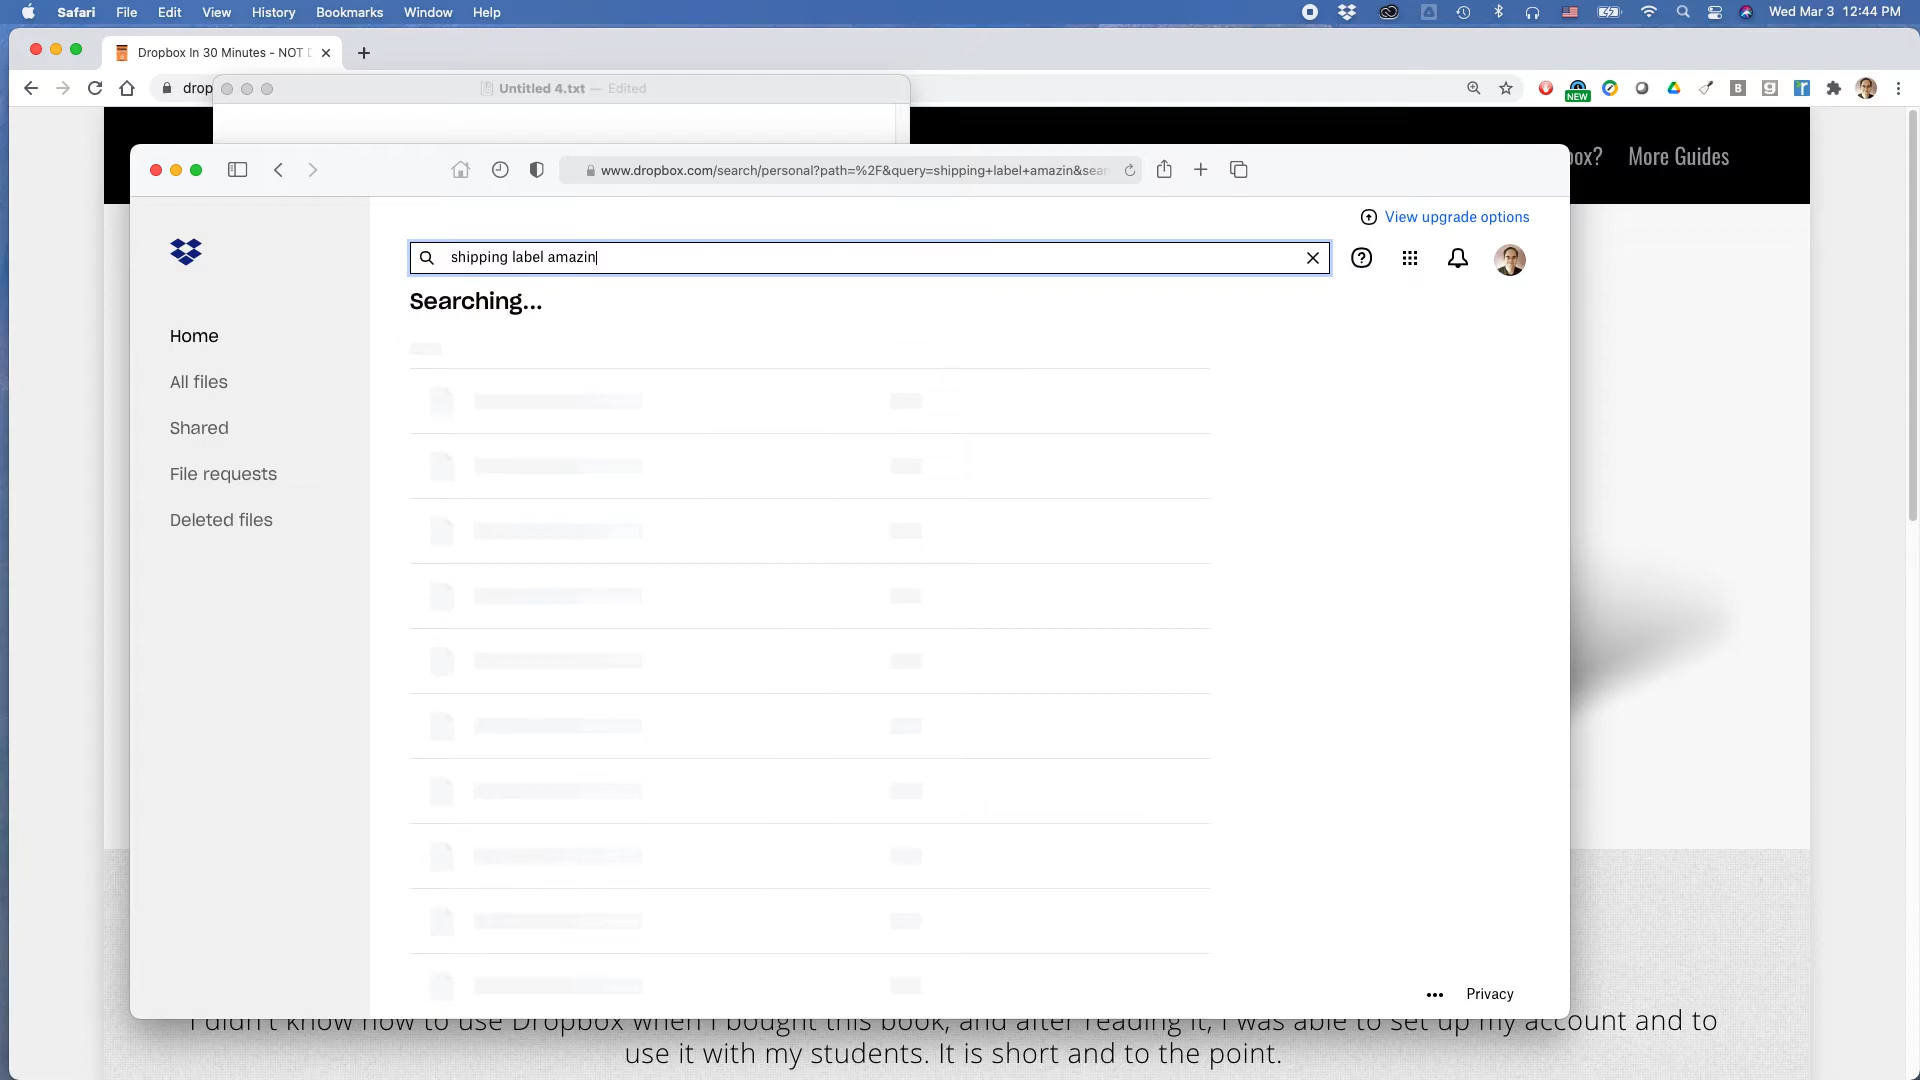 Safari File Edit View History Bookmarks Window Help
Wed Mar 3 12:44 PM
Dropbox In 30 Minutes - NOT
drop
NEW
Untitled 4.txt — Edited
www.dropbox.com/search/personal?path=%2F&query=shipping+label+amazin&sear
ox? More Guides
View upgrade options
shipping label amazin
Searching...
Home
All files
Shared
File requests
Deleted files
Privacy
I didn't know how to use Dropbox when I bought this book, and after reading it, I was able to set up my account and to
use it with my students. It is short and to the point.